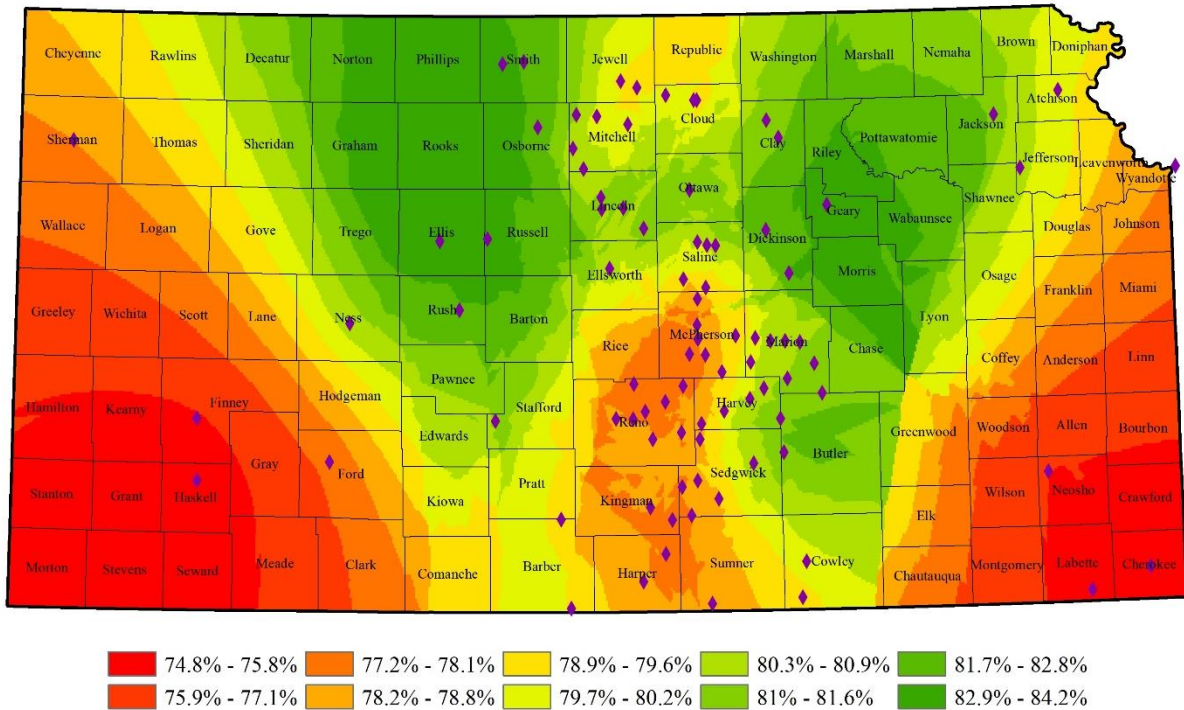 Cheyenne Rawlins Decatur Norton Phillips Smith Jewell Republic Washington Marshall Nemaha Brown Doniphan
Atchison
Sherman Thomas Sheridan Graham Rooks Osborne Mitchell Cloud Clay Riley Pottawatomie Jackson
Jefferson Leavenworth
Wyandotte
Ottawa
Lincoln Geary Wabaunsee Shawnee
Wallace Logan Gove Trego Ellis Russell Dickinson Douglas Johnson
Saline
Ellsworth Morris Osage
Franklin Miami
Greeley Wichita Scott Lane Ness Rush Barton Lyon
McPherson Marion Chase
Rice Coffey Anderson Linn
Pawnee
Hodgeman
Hamilton Kearny Finney Stafford Reno Harvey
Edwards Greenwood Woodson Allen Bourbon
Gray Ford Butler
Sedgwick
Pratt
Stanton Grant Haskell Kiowa Kingman Wilson Neosho Crawford
Elk
Morton Stevens Seward Meade Clark Comanche Barber Harper Sumner Cowley Chautauqua Montgomery Labette Cherokee
74.8% - 75.8% 77.2% - 78.1% 78.9% - 79.6% 80.3% - 80.9% 81.7% - 82.8%
75.9% - 77.1% 78.2% - 78.8% 79.7% - 80.2% 81% - 81.6% 82.9% - 84.2%